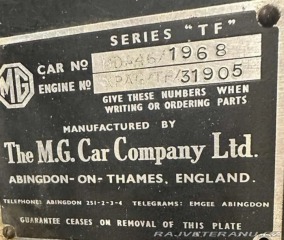 SERIES "TF"
MG
CAR NO HDP46/1968
ENGINE NO XPAG/TF/31905
GIVE THESE NUMBERS WHEN
WRITING OR ORDERING PARTS
MANUFACTURED BY
The M.G. Car Company Ltd.
ABINGDON-ON-THAMES, ENGLAND.
TELEPHONE: ABINGDON 251-2-3-4 TELEGRAMS: EMGEE ABINGDON
GUARANTEE CEASES ON REMOVAL OF THIS PLATE